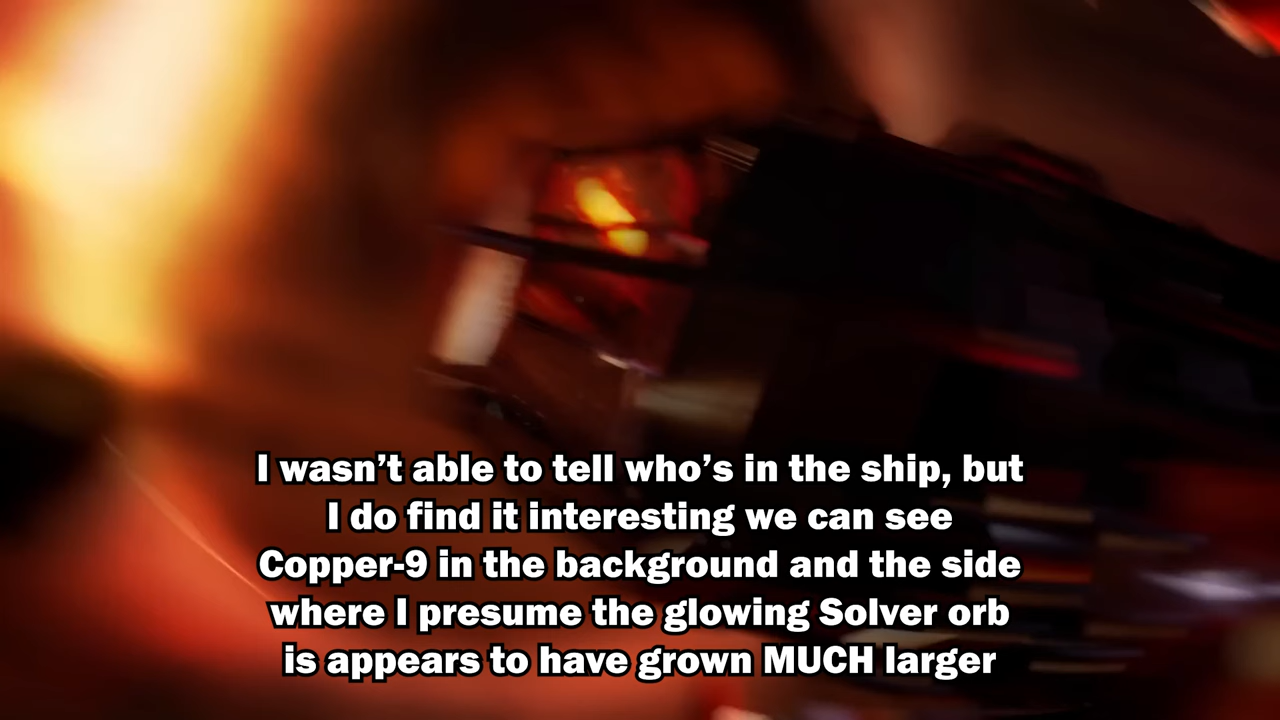 I wasn’t able to tell who’s in the ship, but
I do find it interesting we can see
Copper-9 in the background and the side
where I presume the glowing Solver orb
is appears to have grown MUCH larger